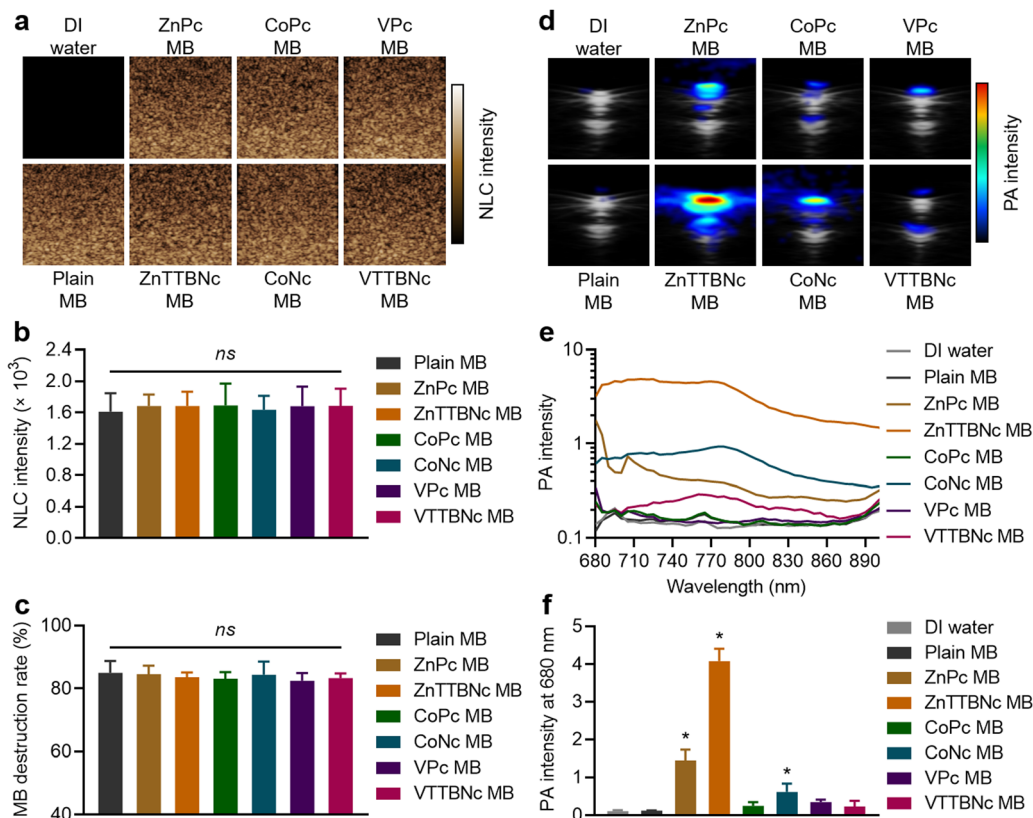 a
DI
water
ZnPc
MB
CoPc
MB
VPc
MB
NLC intensity
Plain
MB
ZnTTBNc
MB
CoNc
MB
VTTBNc
MB
b
NLC intensity (× 10³)
2.4
2.0
1.6
1.2
0.8
0.4
0.0
ns
Plain MB
ZnPc MB
ZnTTBNc MB
CoPc MB
CoNc MB
VPc MB
VTTBNc MB
c
MB destruction rate (%)
100
80
60
40
ns
Plain MB
ZnPc MB
ZnTTBNc MB
CoPc MB
CoNc MB
VPc MB
VTTBNc MB
d
DI
water
ZnPc
MB
CoPc
MB
VPc
MB
PA intensity
Plain
MB
ZnTTBNc
MB
CoNc
MB
VTTBNc
MB
e
PA intensity
10
1
0.1
680 710 740 770 800 830 860 890
Wavelength (nm)
DI water
Plain MB
ZnPc MB
ZnTTBNc MB
CoPc MB
CoNc MB
VPc MB
VTTBNc MB
f
PA intensity at 680 nm
5
4
3
2
1
0
*
*
*
DI water
Plain MB
ZnPc MB
ZnTTBNc MB
CoPc MB
CoNc MB
VPc MB
VTTBNc MB